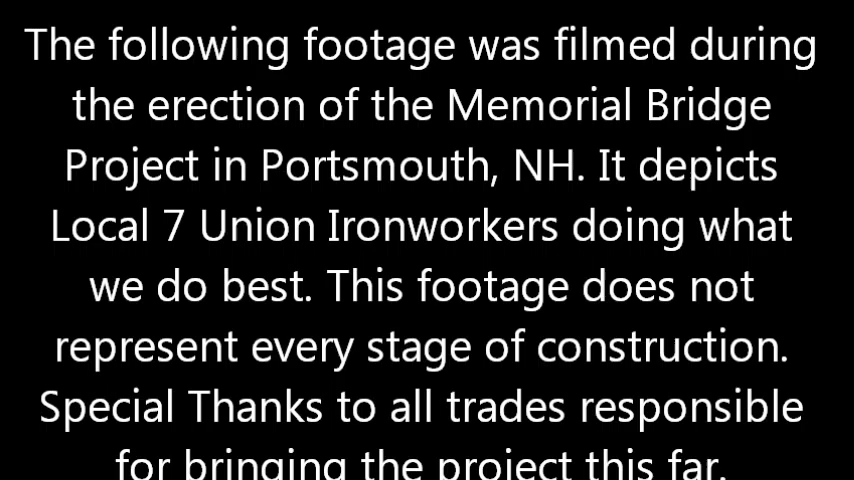 The following footage was filmed during
the erection of the Memorial Bridge
Project in Portsmouth, NH. It depicts
Local 7 Union Ironworkers doing what
we do best. This footage does not
represent every stage of construction.
Special Thanks to all trades responsible
for bringing the project this far.